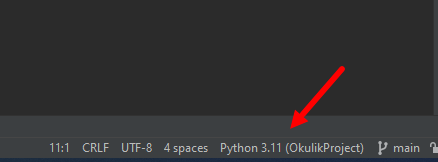 11:1 CRLF UTF-8 4 spaces Python 3.11 (OkulikProject) main